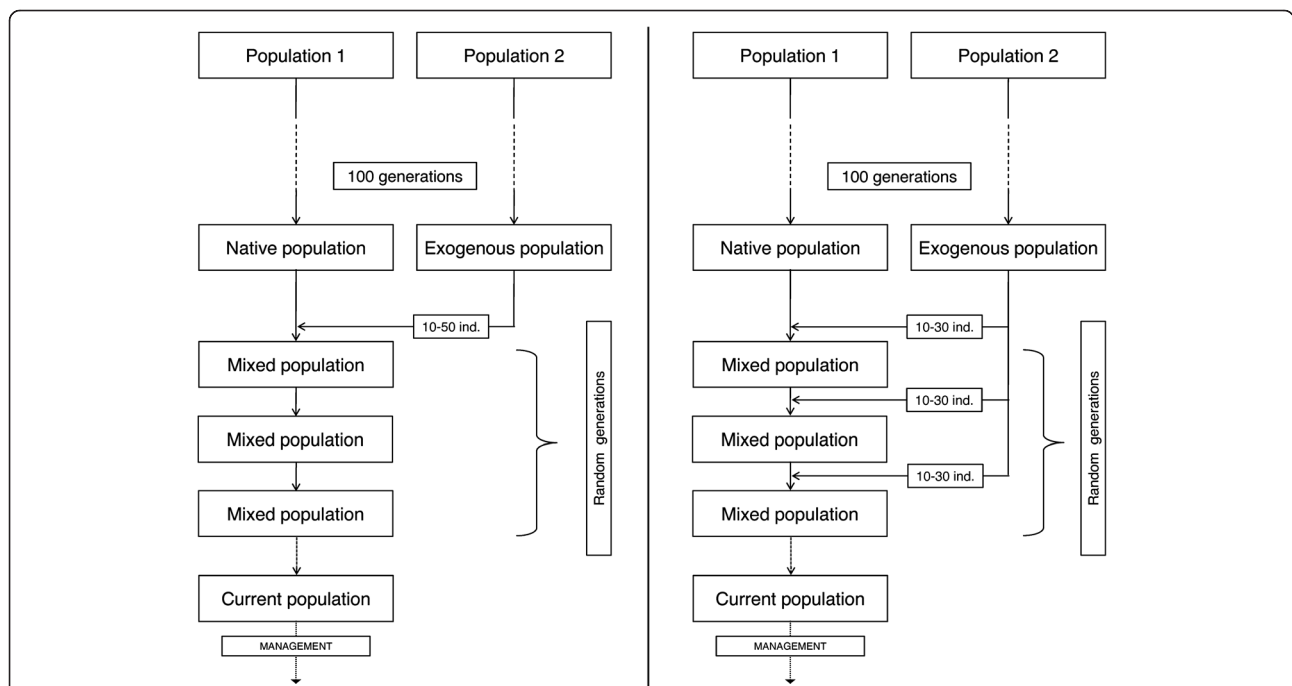 Population 1
Population 2
100 generations
Native population
Exogenous population
10-50 ind.
Mixed population
Mixed population
Mixed population
Random generations
Current population
MANAGEMENT
Population 1
Population 2
100 generations
Native population
Exogenous population
10-30 ind.
Mixed population
10-30 ind.
Mixed population
10-30 ind.
Mixed population
Random generations
Current population
MANAGEMENT